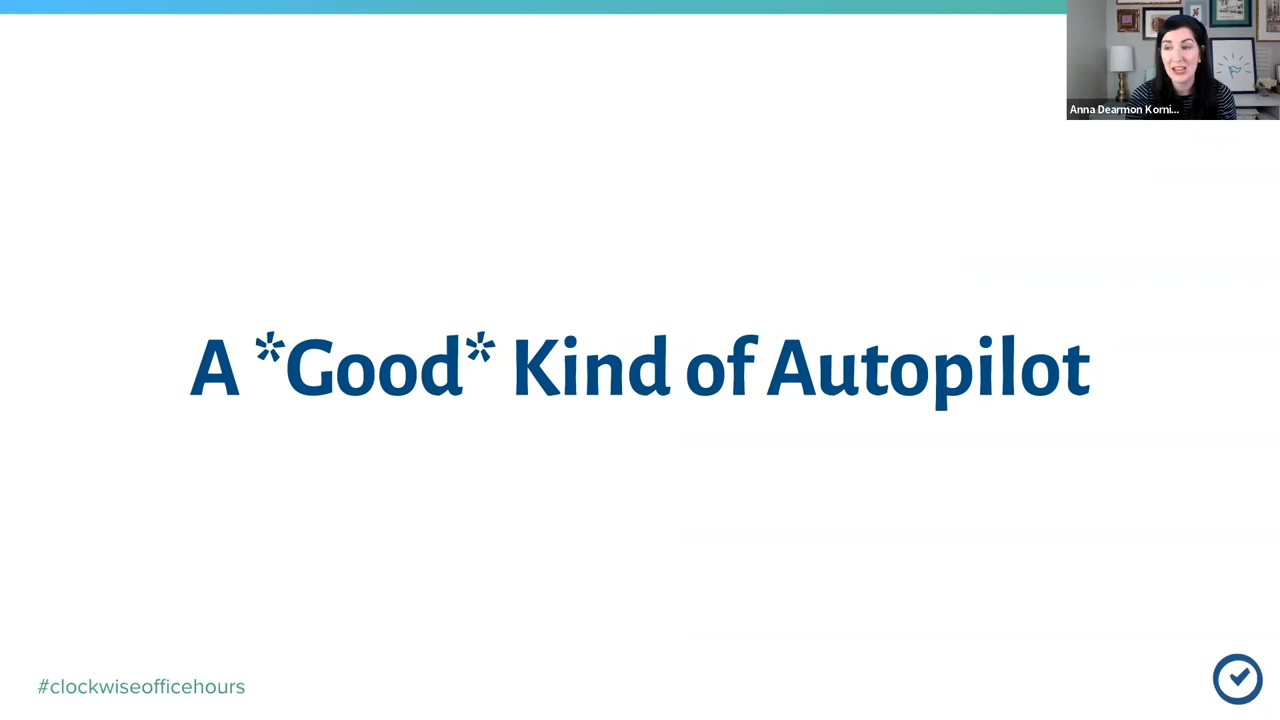 Anna Dearmon Korni...
A *Good* Kind of Autopilot
#clockwiseofficehours